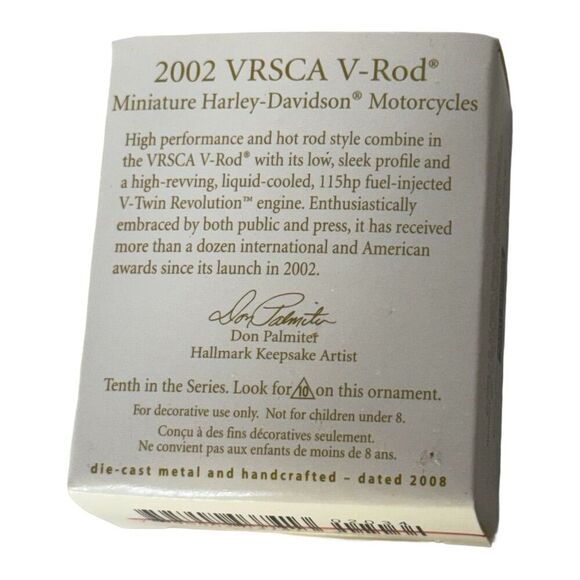 2002 VRSCA V-Rod®
Miniature Harley-Davidson® Motorcycles
High performance and hot rod style combine in
the VRSCA V-Rod® with its low, sleek profile and
a high-revving, liquid-cooled, 115hp fuel-injected
V-Twin Revolution™ engine. Enthusiastically
embraced by both public and press, it has received
more than a dozen international and American
awards since its launch in 2002.
Don Palmiter
Don Palmiter
Hallmark Keepsake Artist
Tenth in the Series. Look for 10 on this ornament.
For decorative use only. Not for children under 8.
Conçu à des fins décoratives seulement.
Ne convient pas aux enfants de moins de 8 ans.
die-cast metal and handcrafted – dated 2008